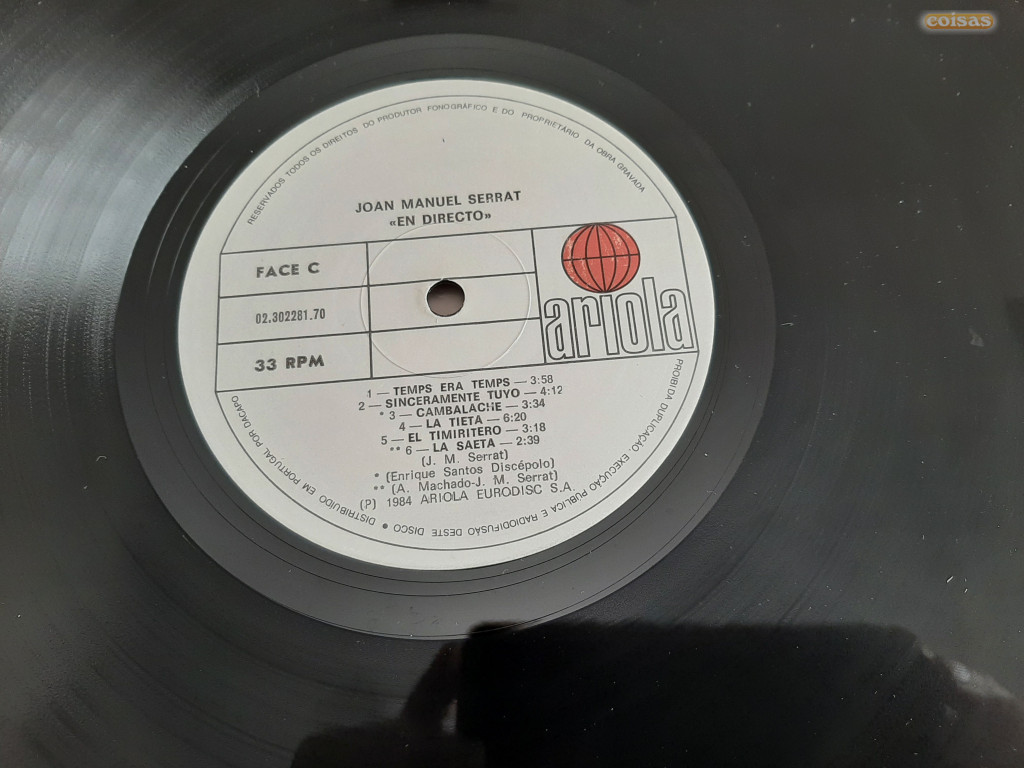 coisas
RESERVADOS TODOS OS DIREITOS DO PRODUTOR FONOGRÁFICO E DO PROPRIETÁRIO DA OBRA GRAVADA
JOAN MANUEL SERRAT
«EN DIRECTO»
FACE C
02.302281.70
33 RPM
ariola
1 — TEMPS ERA TEMPS — 3:58
2 — SINCERAMENTE TUYO — 4:12
* 3 — CAMBALACHE — 3:34
4 — LA TIETA — 6:20
5 — EL TIMIRITERO — 3:18
** 6 — LA SAETA — 2:39
(J. M. Serrat)
* (Enrique Santos Discépolo)
** (A. Machado-J. M. Serrat)
(P) 1984 ARIOLA EURODISC S.A.
PROIBIDA DUPLICAÇÃO, EXECUÇÃO PUBLICA E RADIODIFUSÃO DESTE DISCO • DISTRIBUIDO EM PORTUGAL POR DACAPO